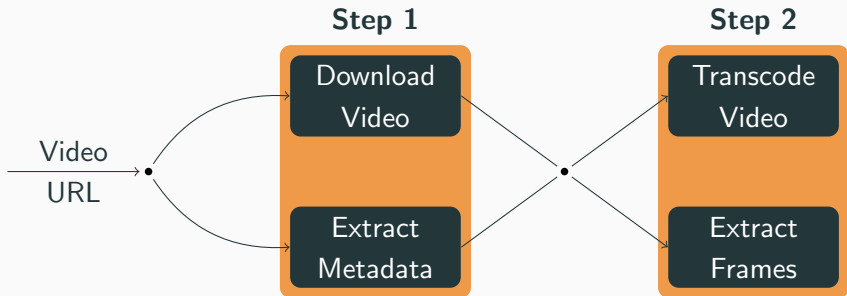 Step 1
Step 2
Download
Video
Transcode
Video
Video
URL
Extract
Metadata
Extract
Frames